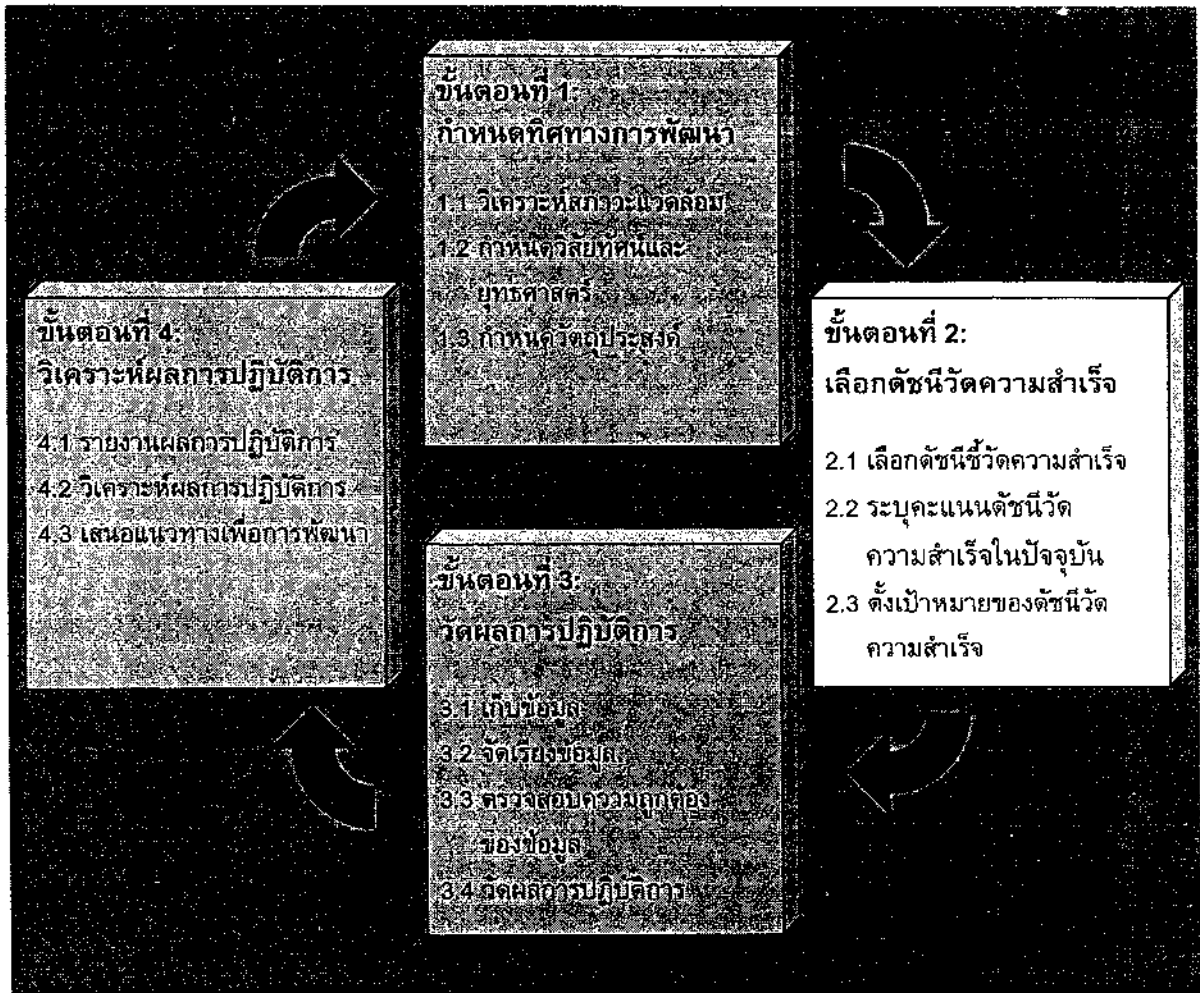 ขั้นตอนที่ 1:
กำหนดทิศทางการพัฒนา
1.1 วิเคราะห์สภาวะแวดล้อม
1.2 กำหนดวิสัยทัศน์และ
ยุทธศาสตร์
1.3 กำหนดวัตถุประสงค์
ขั้นตอนที่ 2:
เลือกดัชนีวัดความสำเร็จ
2.1 เลือกดัชนีชี้วัดความสำเร็จ
2.2 ระบุคะแนนดัชนีวัด
ความสำเร็จในปัจจุบัน
2.3 ตั้งเป้าหมายของดัชนีวัด
ความสำเร็จ
ขั้นตอนที่ 3:
วัดผลการปฏิบัติการ
3.1 เก็บข้อมูล
3.2 จัดเรียงข้อมูล
3.3 ตรวจสอบความถูกต้อง
ของข้อมูล
3.4 วัดผลการปฏิบัติการ
ขั้นตอนที่ 4:
วิเคราะห์ผลการปฏิบัติการ
4.1 รายงานผลการปฏิบัติการ
4.2 วิเคราะห์ผลการปฏิบัติการ
4.3 เสนอแนวทางเพื่อการพัฒนา